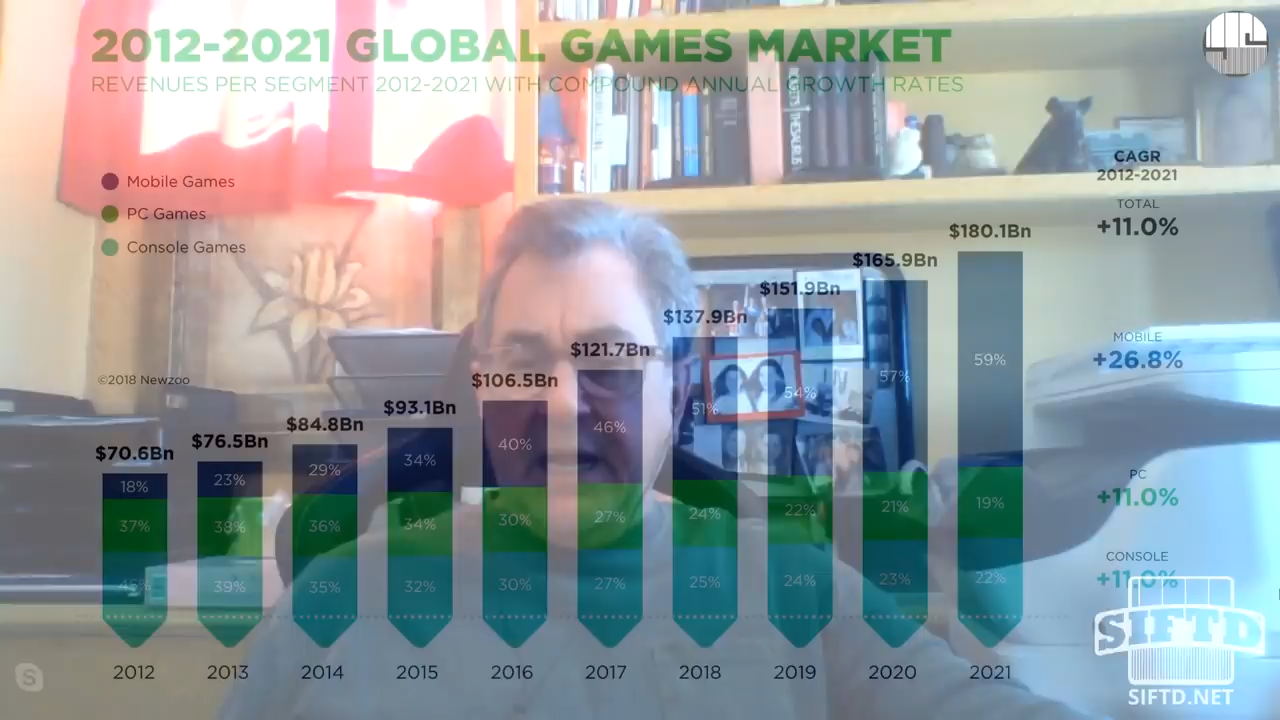 2012-2021 GLOBAL GAMES MARKET
REVENUES PER SEGMENT 2012-2021 WITH COMPOUND ANNUAL GROWTH RATES
Mobile Games
PC Games
Console Games
©2018 Newzoo
$70.6Bn
$76.5Bn
$84.8Bn
$93.1Bn
$106.5Bn
$121.7Bn
$137.9Bn
$151.9Bn
$165.9Bn
$180.1Bn
18%
23%
29%
34%
40%
46%
51%
54%
57%
59%
37%
38%
36%
34%
30%
27%
24%
22%
21%
19%
45%
39%
35%
32%
30%
27%
25%
24%
23%
22%
2012
2013
2014
2015
2016
2017
2018
2019
2020
2021
CAGR
2012-2021
TOTAL
+11.0%
MOBILE
+26.8%
PC
+11.0%
CONSOLE
+11.0%
SIFTD
SIFTD.NET
THESAURUS